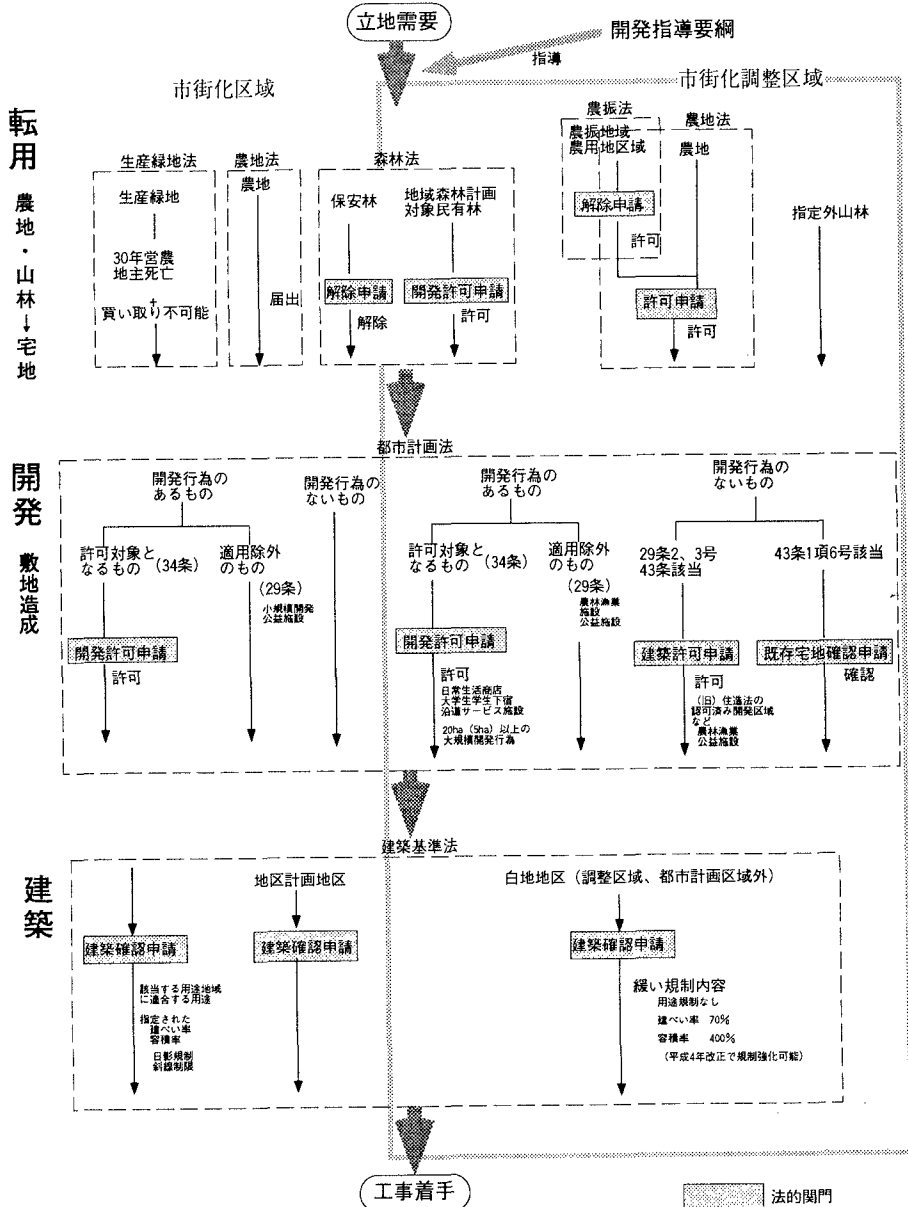 立地需要
開発指導要綱
指導
市街化区域
市街化調整区域
転用
農地・山林→宅地
生産緑地法
生産緑地
30年営農
地主死亡
+
買い取り不可能
農地法
農地
届出
森林法
保安林
解除申請
解除
地域森林計画
対象民有林
開発許可申請
許可
農振法
農振地域
農用地区域
解除申請
許可
農地法
農地
許可申請
許可
指定外山林
都市計画法
開発
敷地造成
開発行為の
あるもの
許可対象と
なるもの (34条)
開発許可申請
許可
適用除外
のもの
(29条)
小規模開発
公益施設
開発行為の
ないもの
開発行為の
あるもの
許可対象と
なるもの (34条)
開発許可申請
許可
日常生活商店
大学生学生下宿
沿道サービス施設
20ha (5ha) 以上の
大規模開発行為
適用除外
のもの
(29条)
農林漁業
施設
公益施設
開発行為の
ないもの
29条2、3号
43条該当
建築許可申請
許可
(旧) 住造法の
認可済み開発区域
など
農林漁業
公益施設
43条1項6号該当
既存宅地確認申請
確認
建築基準法
建築
建築確認申請
該当する用途地域
に適合する用途
指定された
建ぺい率
容積率
日影規制
斜線制限
地区計画地区
建築確認申請
白地地区（調整区域、都市計画区域外）
建築確認申請
緩い規制内容
用途規制なし
建ぺい率 70%
容積率 400%
（平成4年改正で規制強化可能）
工事着手
法的関門